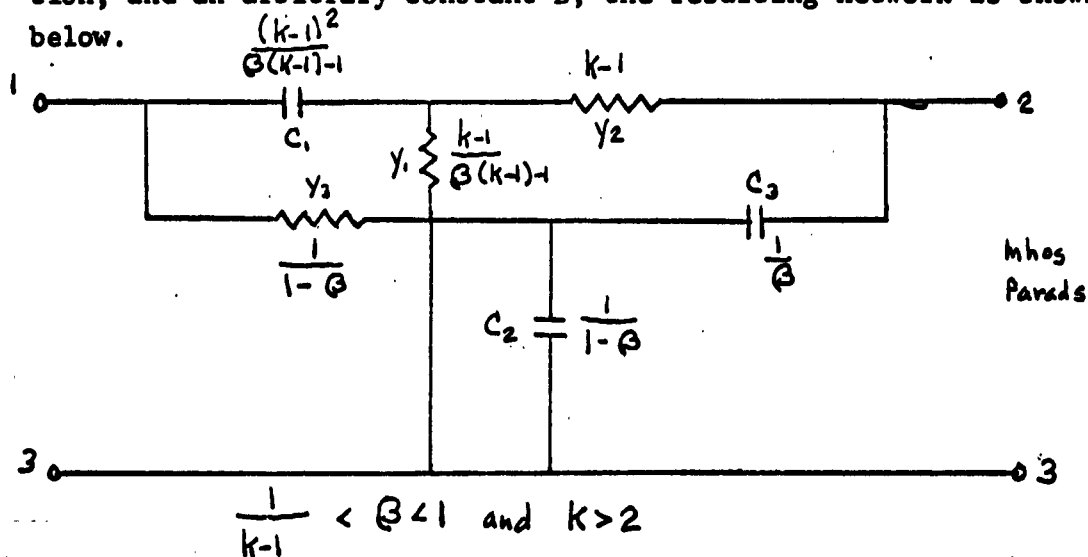 below.
(k-1)²
β(k-1)-1
k-1
1
2
C₁
y₁
k-1
β(k-1)-1
y₂
y₃
C₃
1
1-β
1
β
mhos
farads
C₂
1
1-β
3
3
1
k-1
< β < 1 and k>2